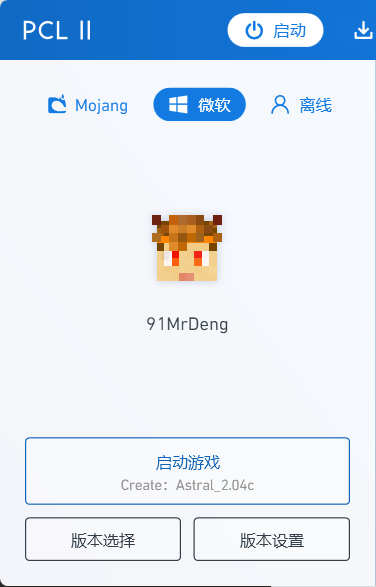 PCL II
启动
Mojang
微软
离线
91MrDeng
启动游戏
Create：Astral_2.04c
版本选择
版本设置